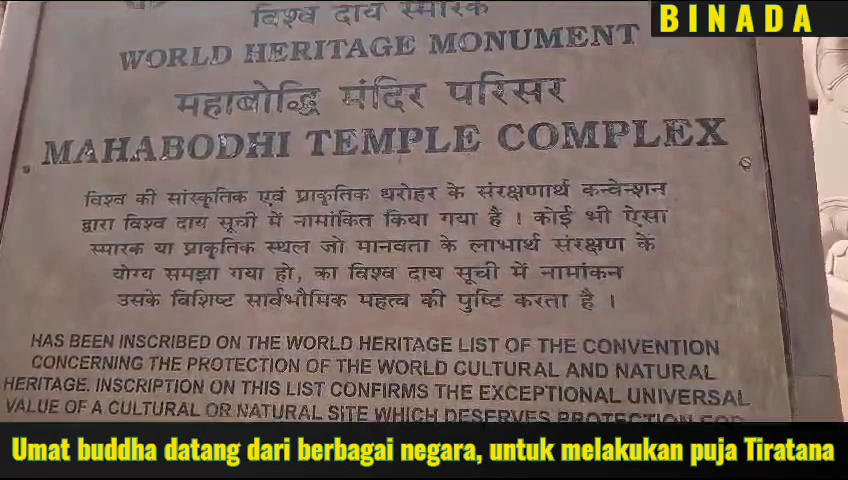 विश्व दाय स्मारक
BINADA
WORLD HERITAGE MONUMENT
महाबोद्धि मंदिर परिसर
MAHABODHI TEMPLE COMPLEX
विश्व की सांस्कृतिक एवं प्राकृतिक धरोहर के संरक्षणार्थ कन्वेन्शन
द्वारा विश्व दाय सूची में नामांकित किया गया है । कोई भी ऐसा
स्मारक या प्राकृतिक स्थल जो मानवता के लाभार्थ संरक्षण के
योग्य समझा गया हो, का विश्व दाय सूची में नामांकन
उसके विशिष्ट सार्वभौमिक महत्व की पुष्टि करता है ।
HAS BEEN INSCRIBED ON THE WORLD HERITAGE LIST OF THE CONVENTION
CONCERNING THE PROTECTION OF THE WORLD CULTURAL AND NATURAL
HERITAGE. INSCRIPTION ON THIS LIST CONFIRMS THE EXCEPTIONAL UNIVERSAL
VALUE OF A CULTURAL OR NATURAL SITE WHICH DESERVES PROTECTION FOR
Umat buddha datang dari berbagai negara, untuk melakukan puja Tiratana